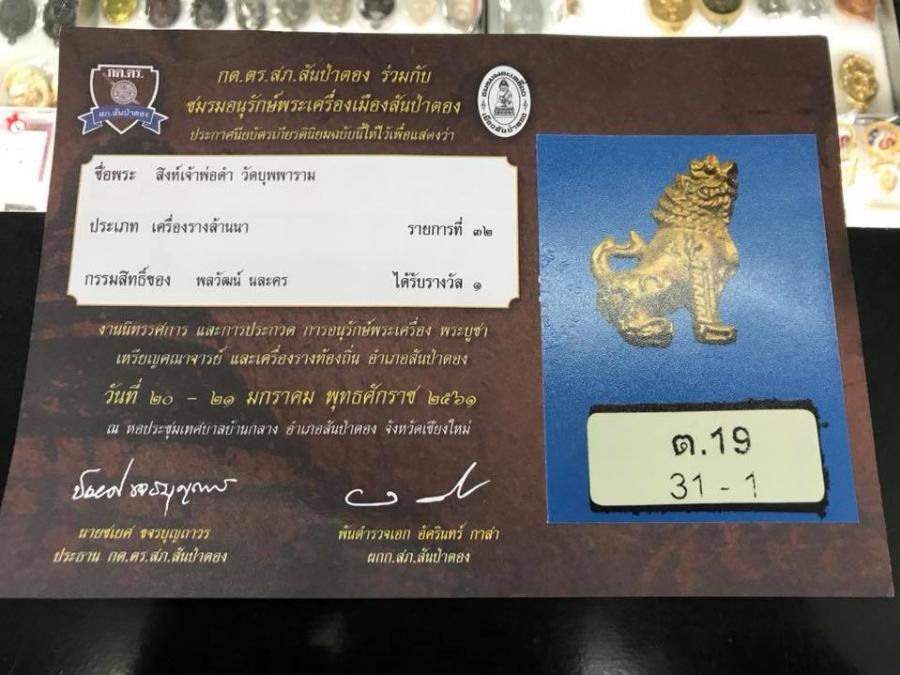 กต.ตร.
สภ.สันป่าตอง
กต.ตร.สภ.สันป่าตอง ร่วมกับ
ชมรมอนุรักษ์พระเครื่องเมืองสันป่าตอง
ประกาศนียบัตรเกียรตินิยมฉบับนี้ให้ไว้เพื่อแสดงว่า
ชื่อพระ สิงห์เจ้าพ่อดำ วัดบุพพาราม
ประเภท เครื่องรางล้านนา รายการที่ ๓๒
กรรมสิทธิ์ของ พลวัฒน์ นละคร ได้รับรางวัล ๑
งานนิทรรศการ และการประกวด การอนุรักษ์พระเครื่อง พระบูชา
เหรียญคณาจารย์ และเครื่องรางท้องถิ่น อำเภอสันป่าตอง
วันที่ ๒๐ - ๒๑ มกราคม พุทธศักราช ๒๕๖๑
ณ หอประชุมเทศบาลบ้านกลาง อำเภอสันป่าตอง จังหวัดเชียงใหม่
นายชัยยศ ขจรบุญถาวร
ประธาน กต.ตร.สภ.สันป่าตอง
พันตำรวจเอก อัครินทร์ กาสา
ผกก.สภ.สันป่าตอง
ต.19
31 - 1